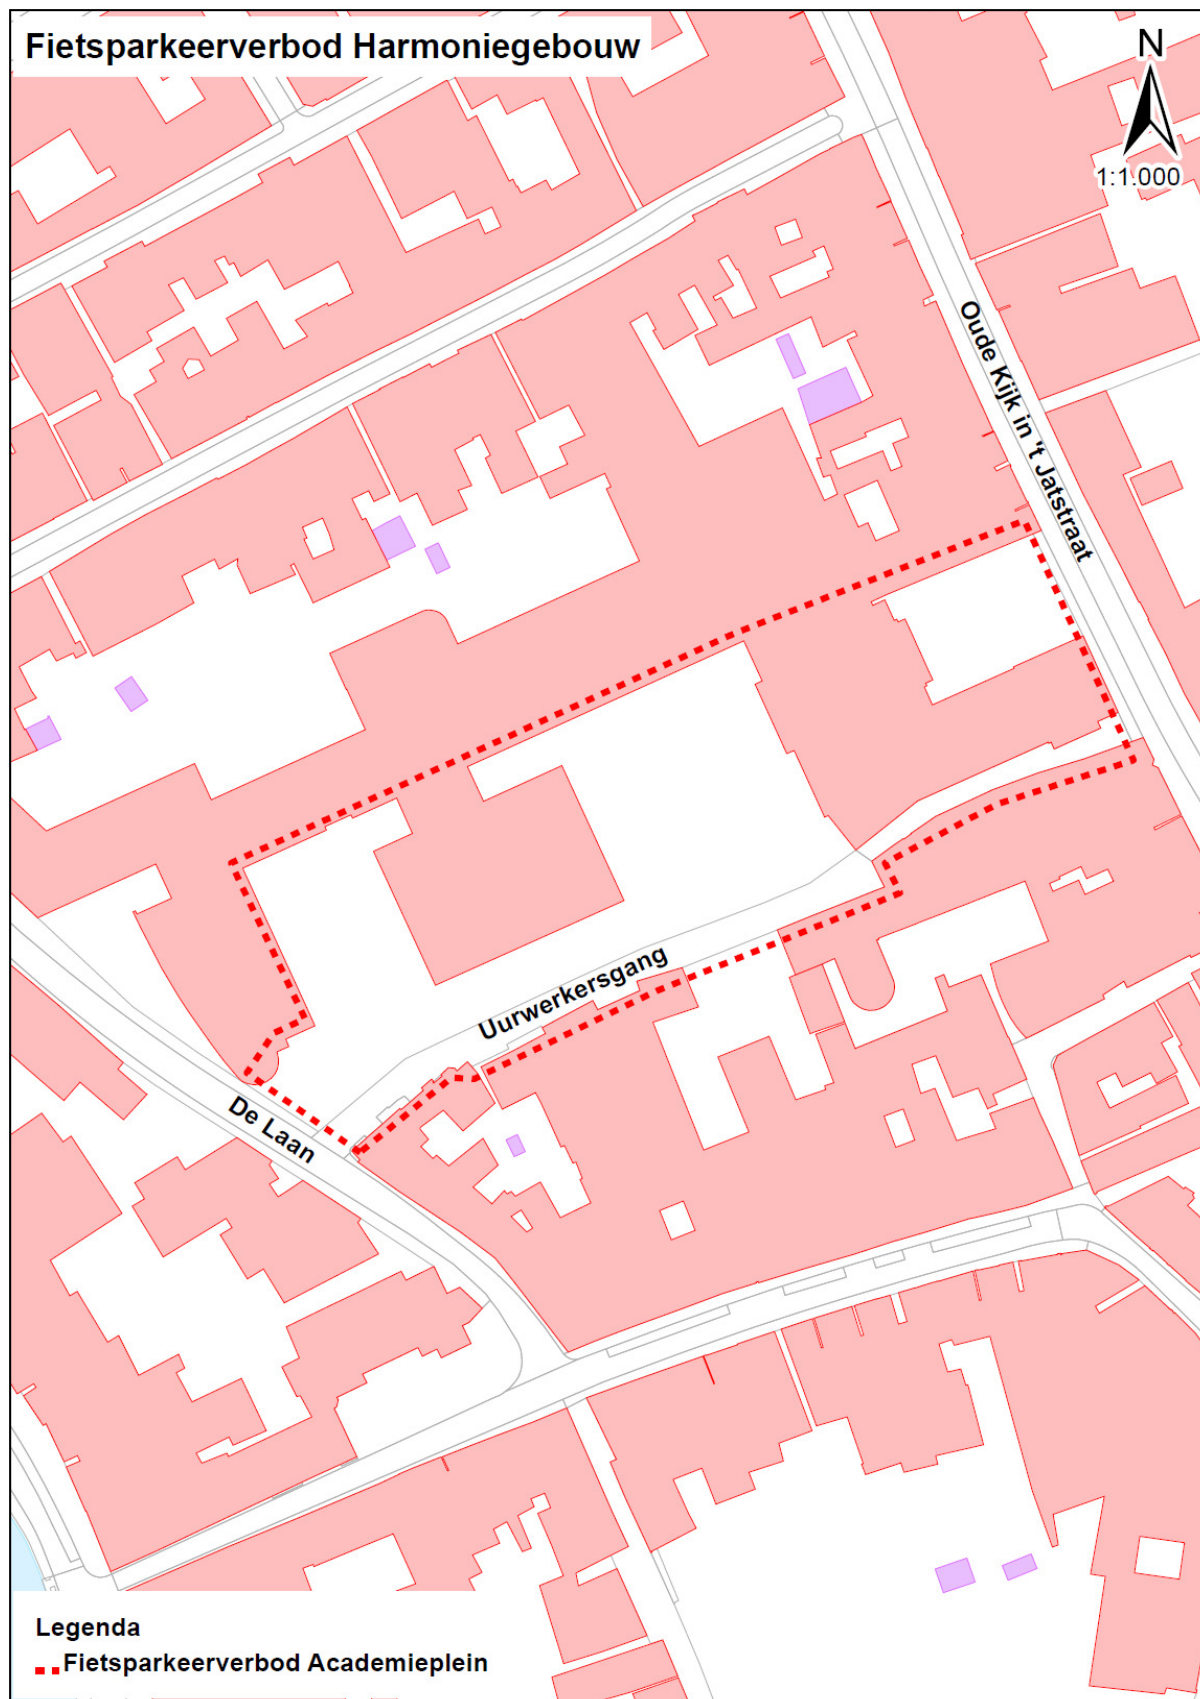 Fietsparkeerverbod Harmoniegebouw
N
1:1.000
Oude Kijk in 't Jatstraat
Uurwerkersgang
De Laan
Legenda
Fietsparkeerverbod Academieplein